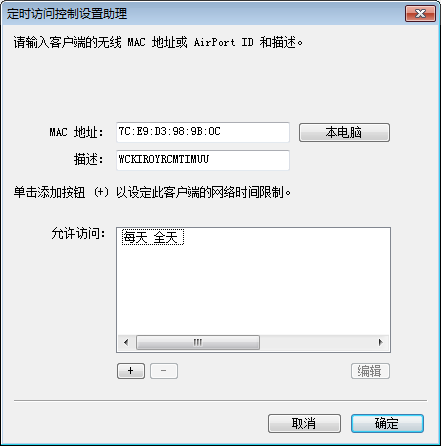 定时访问控制设置助理
请输入客户端的无线 MAC 地址或 AirPort ID 和描述。
MAC 地址: 7C:E9:D3:98:9B:0C 本电脑
描述: WCKIROYRCMTIMUU
单击添加按钮 (+) 以设定此客户端的网络时间限制。
允许访问: 每天 全天
+ - 编辑
取消 确定